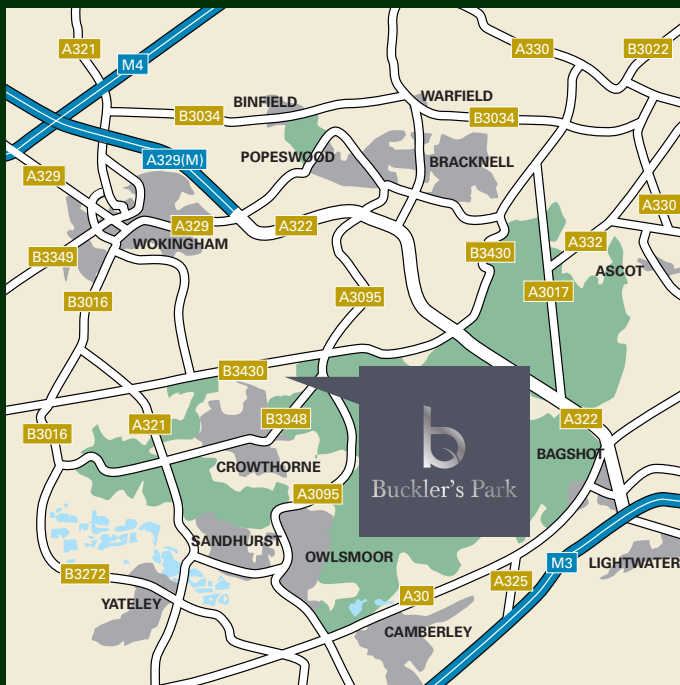 A321
A330
B3022
M4
BINFIELD
WARFIELD
B3034
B3034
A329(M)
POPESWOOD
BRACKNELL
A329
A330
A329
A322
WOKINGHAM
A332
B3349
B3430
ASCOT
A3017
B3016
A3095
B3430
A322
B3016
A321
B3348
BAGSHOT
CROWTHORNE
b
Buckler's Park
A3095
SANDHURST
OWLSMOOR
M3
LIGHTWATER
B3272
A325
A30
YATELEY
CAMBERLEY